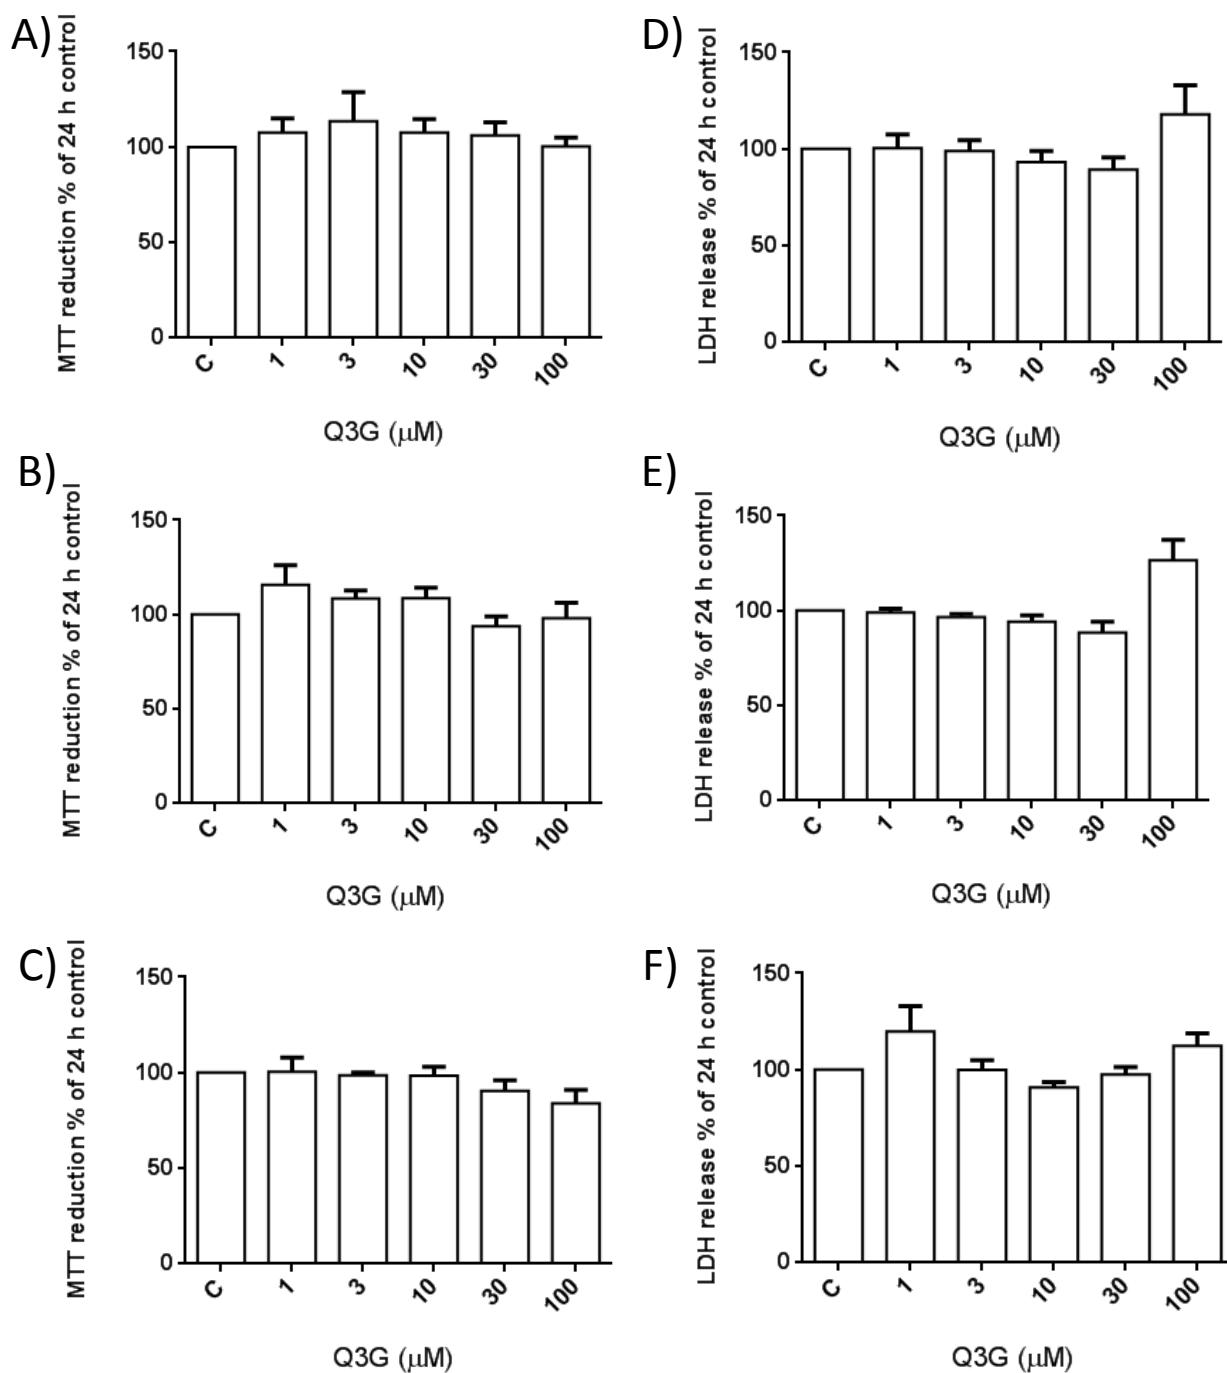 A)
MTT reduction % of 24 h control
150
100
50
0
C 1 3 10 30 100
Q3G (μM)
D)
LDH release % of 24 h control
150
100
50
0
C 1 3 10 30 100
Q3G (μM)
B)
MTT reduction % of 24 h control
150
100
50
0
C 1 3 10 30 100
Q3G (μM)
E)
LDH release % of 24 h control
150
100
50
0
C 1 3 10 30 100
Q3G (μM)
C)
MTT reduction % of 24 h control
150
100
50
0
C 1 3 10 30 100
Q3G (μM)
F)
LDH release % of 24 h control
150
100
50
0
C 1 3 10 30 100
Q3G (μM)